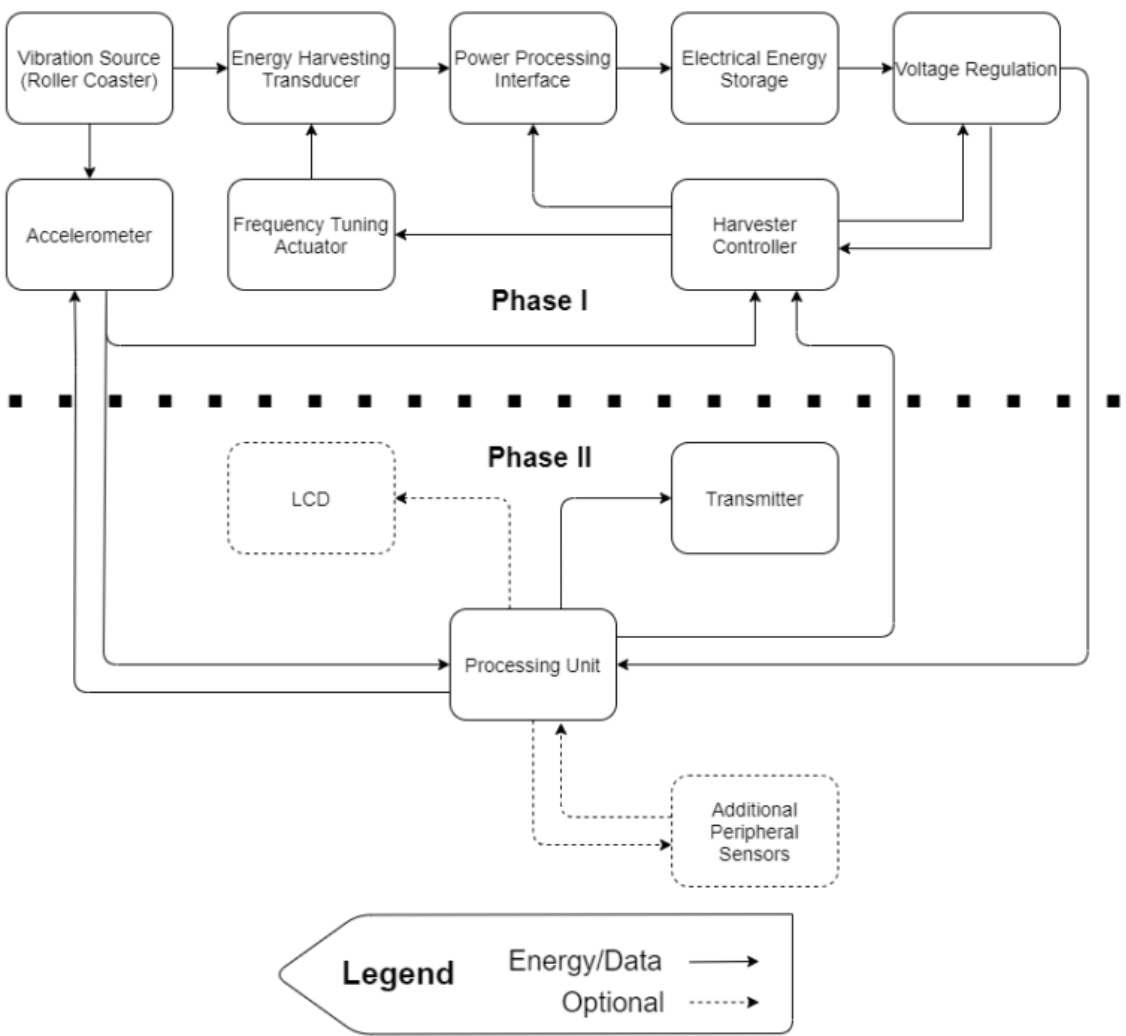 Vibration Source
(Roller Coaster)
Energy Harvesting
Transducer
Power Processing
Interface
Electrical Energy
Storage
Voltage Regulation
Accelerometer
Frequency Tuning
Actuator
Harvester
Controller
Phase I
Phase II
LCD
Transmitter
Processing Unit
Additional
Peripheral
Sensors
Legend
Energy/Data
Optional